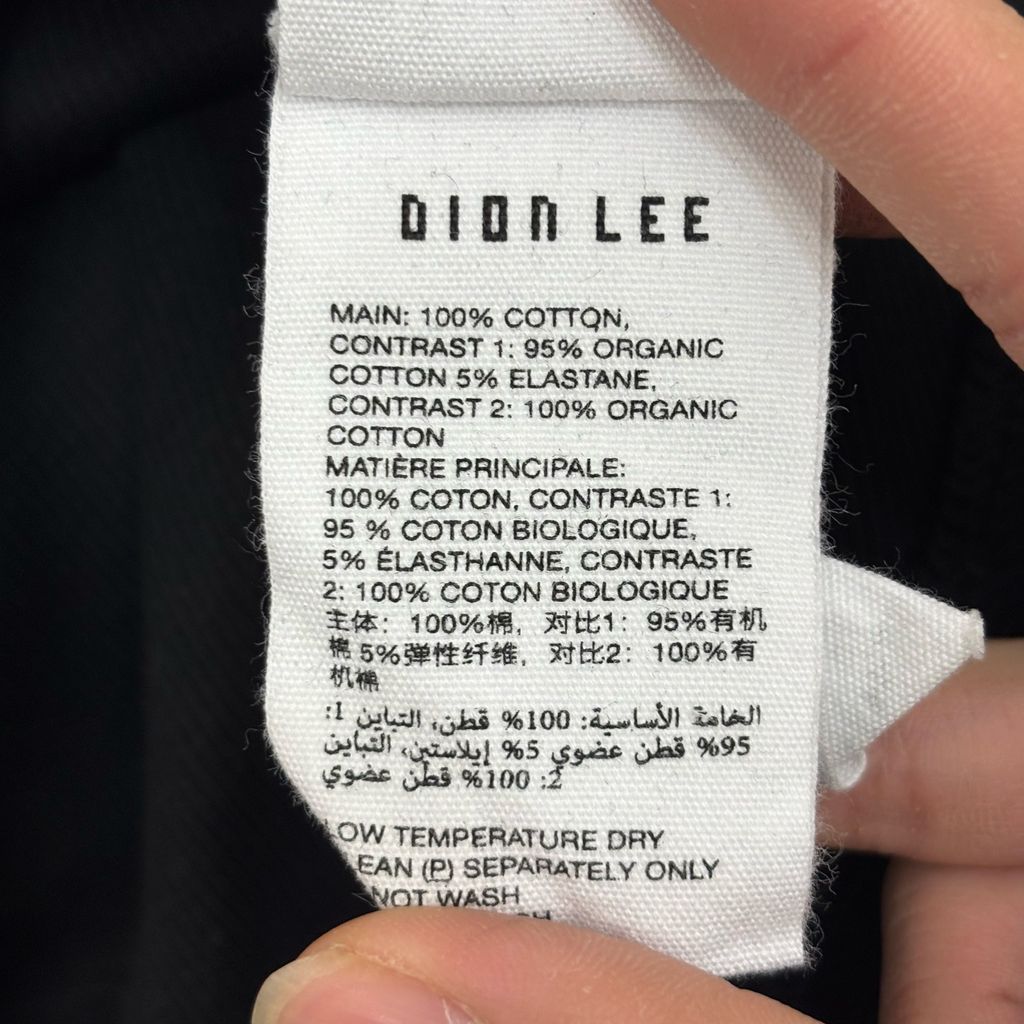 DION LEE
MAIN: 100% COTTON,
CONTRAST 1: 95% ORGANIC
COTTON 5% ELASTANE,
CONTRAST 2: 100% ORGANIC
COTTON
MATIÈRE PRINCIPALE:
100% COTON, CONTRASTE 1:
95 % COTON BIOLOGIQUE,
5% ÉLASTHANNE, CONTRASTE
2: 100% COTON BIOLOGIQUE
主体：100%棉，对比1：95%有机
棉 5%弹性纤维，对比2：100%有
机棉
الخامة الأساسية: 100% قطن، التباين 1:
95% قطن عضوي 5% إيلاستين، التباين
2: 100% قطن عضوي
OW TEMPERATURE DRY
EAN (P) SEPARATELY ONLY
NOT WASH